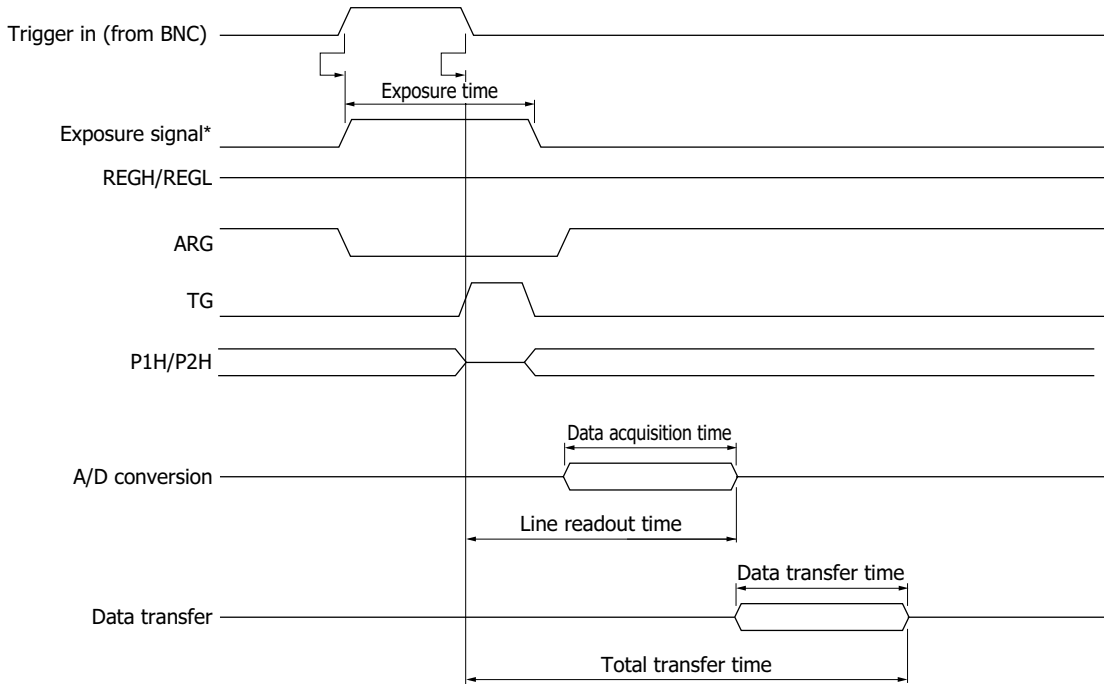 Trigger in (from BNC)
Exposure time
Exposure signal*
REGH/REGL
ARG
TG
P1H/P2H
Data acquisition time
A/D conversion
Line readout time
Data transfer time
Data transfer
Total transfer time